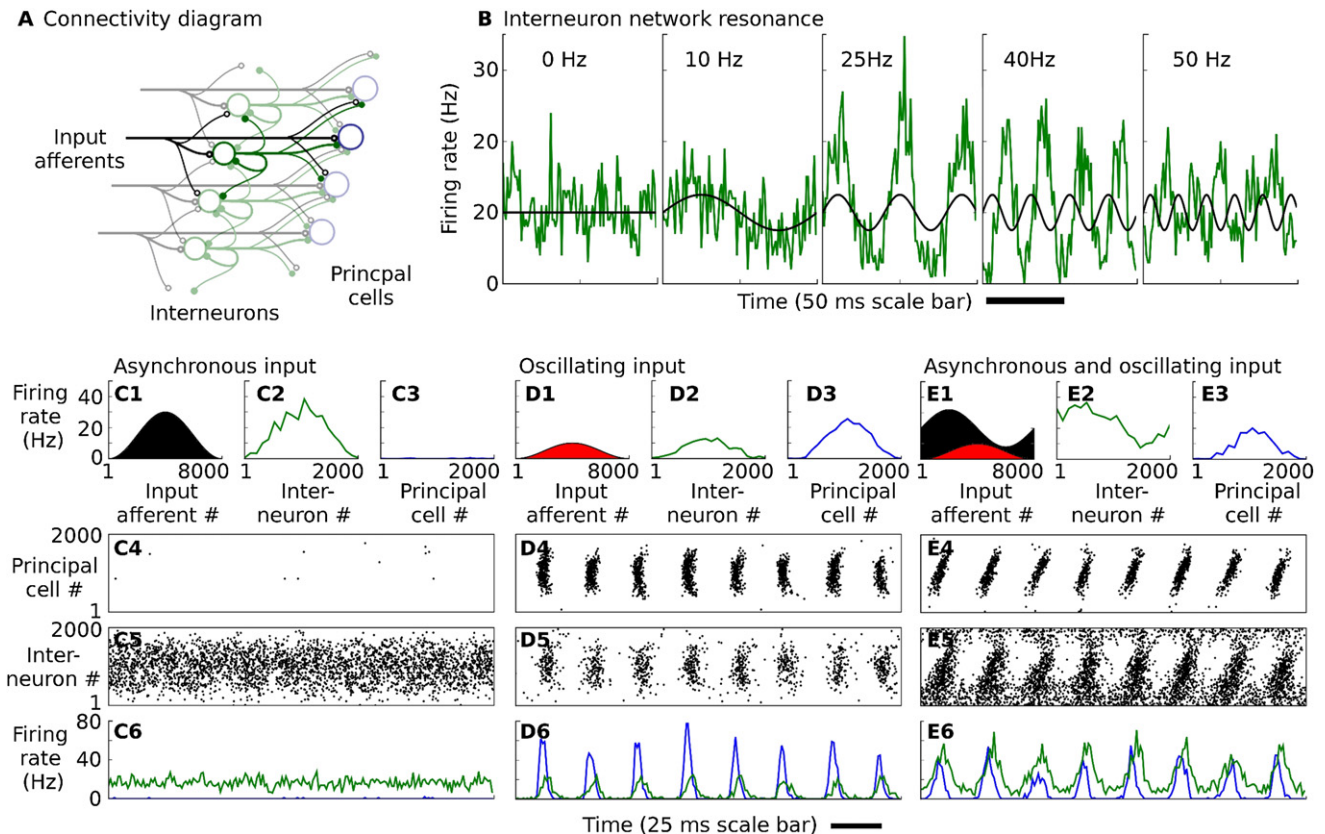 A Connectivity diagram
Input
afferents
Interneurons
Princpal
cells
B Interneuron network resonance
Firing rate (Hz)
30
20
20
0
0 Hz
10 Hz
25Hz
40Hz
50 Hz
Time (50 ms scale bar)
Asynchronous input
Firing
rate
(Hz)
40
20
0
C1
C2
C3
1 8000
1 2000
1 2000
Input
afferent #
Inter-
neuron #
Principal
cell #
Oscillating input
D1
D2
D3
1 8000
1 2000
1 2000
Input
afferent #
Inter-
neuron #
Principal
cell #
Asynchronous and oscillating input
E1
E2
E3
1 8000
1 2000
1 2000
Input
afferent #
Inter-
neuron #
Principal
cell #
2000
Principal
cell #
1
C4
D4
E4
2000
Inter-
neuron #
1
C5
D5
E5
80
Firing
rate
(Hz)
40
0
C6
D6
E6
Time (25 ms scale bar)